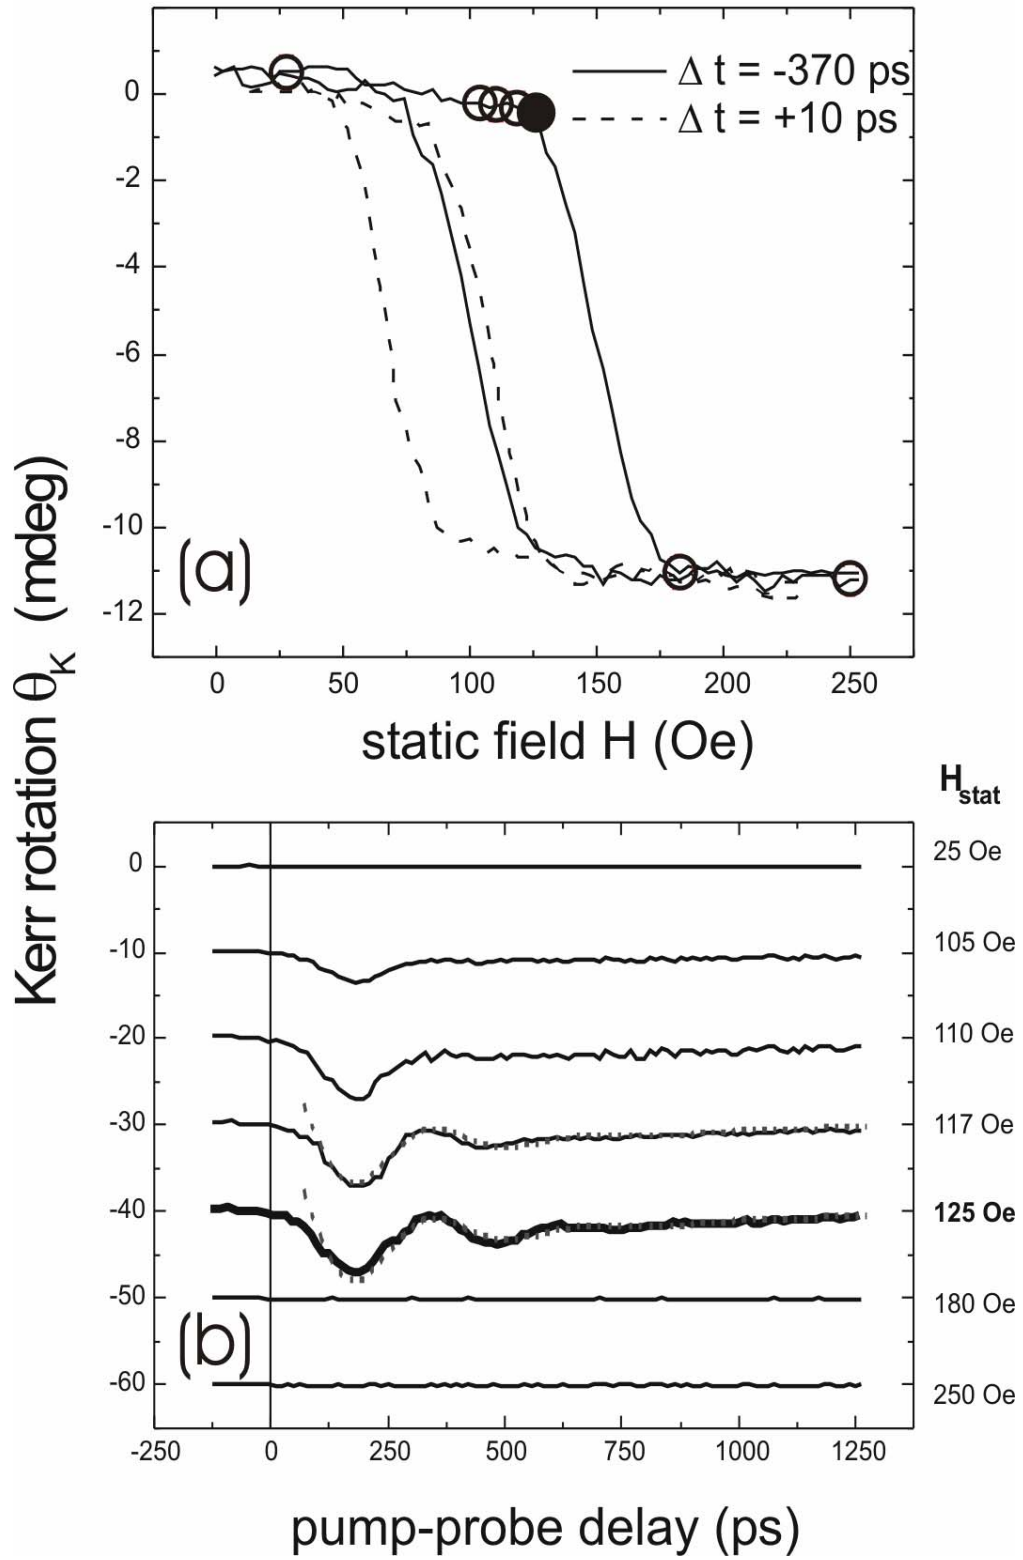 Δ t = -370 ps
Δ t = +10 ps
0
-2
-4
-6
-8
-10
-12
(a)
0 50 100 150 200 250
static field H (Oe)
Kerr rotation θK (mdeg)
Hstat
0
-10
-20
-30
-40
-50
-60
25 Oe
105 Oe
110 Oe
117 Oe
125 Oe
180 Oe
250 Oe
(b)
-250 0 250 500 750 1000 1250
pump-probe delay (ps)